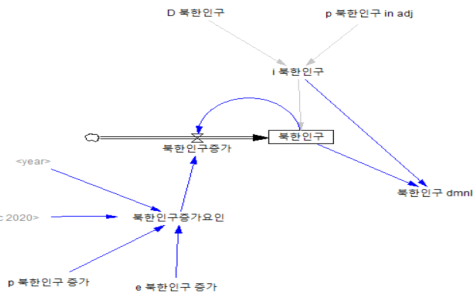 D 북한인구
p 북한인구 in adj
i 북한인구
북한인구
북한인구증가
<year>
북한인구 dmnl
c 2020>
북한인구증가요인
p 북한인구 증가
e 북한인구 증가